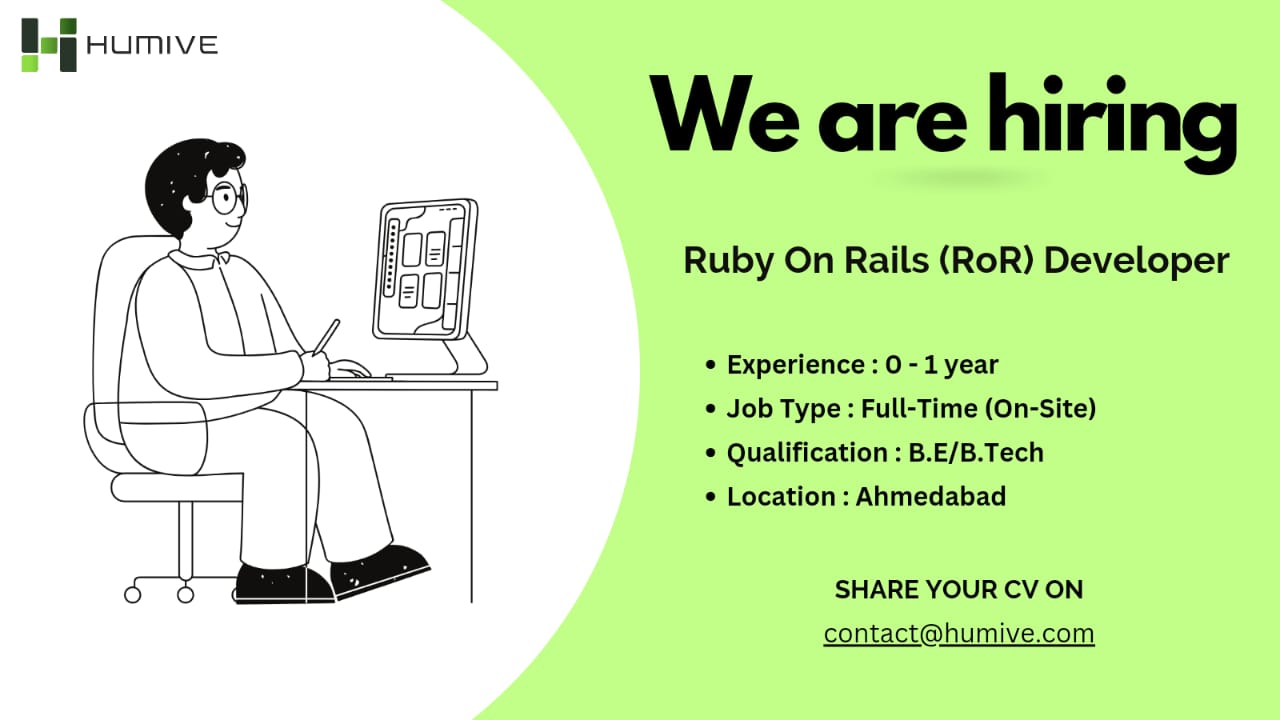 HUMIVE
We are hiring
Ruby On Rails (RoR) Developer
• Experience : 0 - 1 year
• Job Type : Full-Time (On-Site)
• Qualification : B.E/B.Tech
• Location : Ahmedabad
SHARE YOUR CV ON
contact@humive.com